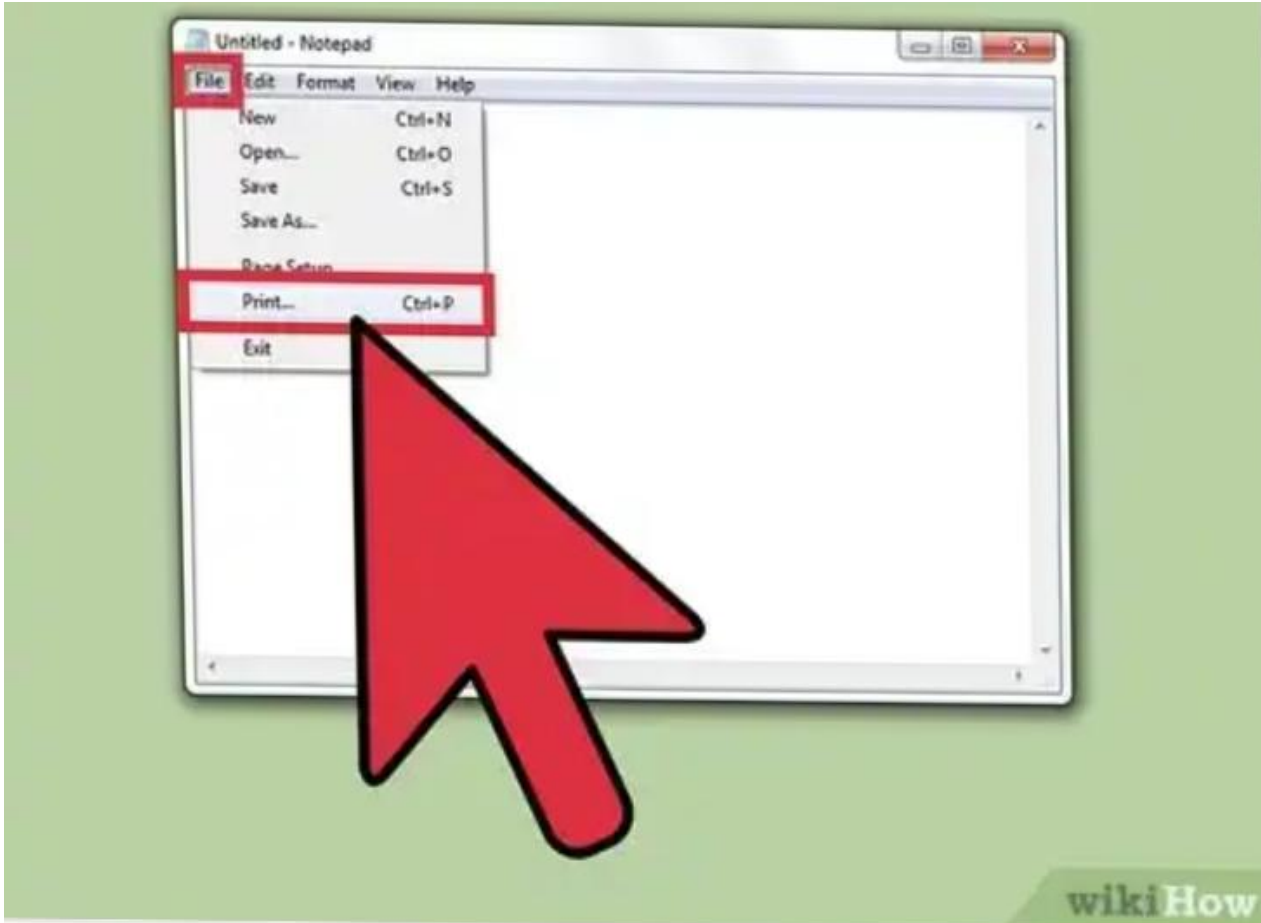 Untitled - Notepad
File Edit Format View Help
New Ctrl+N
Open... Ctrl+O
Save Ctrl+S
Save As...
Page Setup
Print... Ctrl+P
Exit
wikiHow